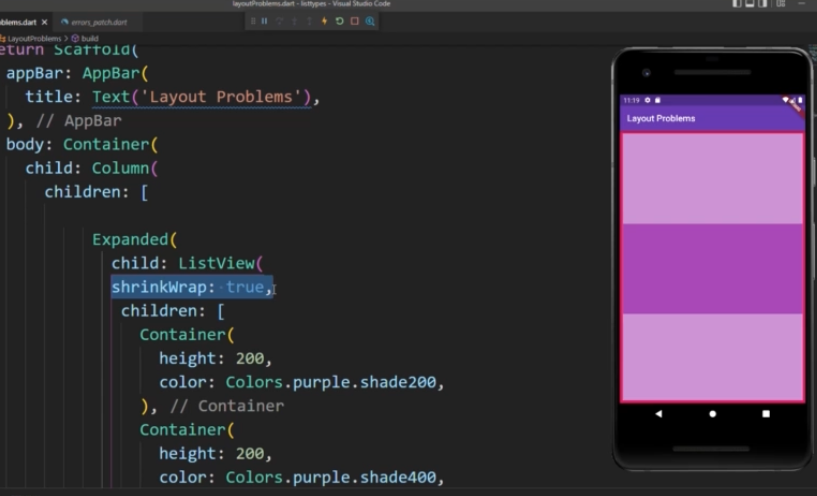 layoutProblems.dart - listtypes - Visual Studio Code
oblems.dart × errors_patch.dart
LayoutProblems > build
eturn Scaffold(
appBar: AppBar(
title: Text('Layout Problems'),
), // AppBar
body: Container(
child: Column(
children: [
Expanded(
child: ListView(
shrinkWrap: true,
children: [
Container(
height: 200,
color: Colors.purple.shade200,
), // Container
Container(
height: 200,
color: Colors.purple.shade400,
11:19
Layout Problems